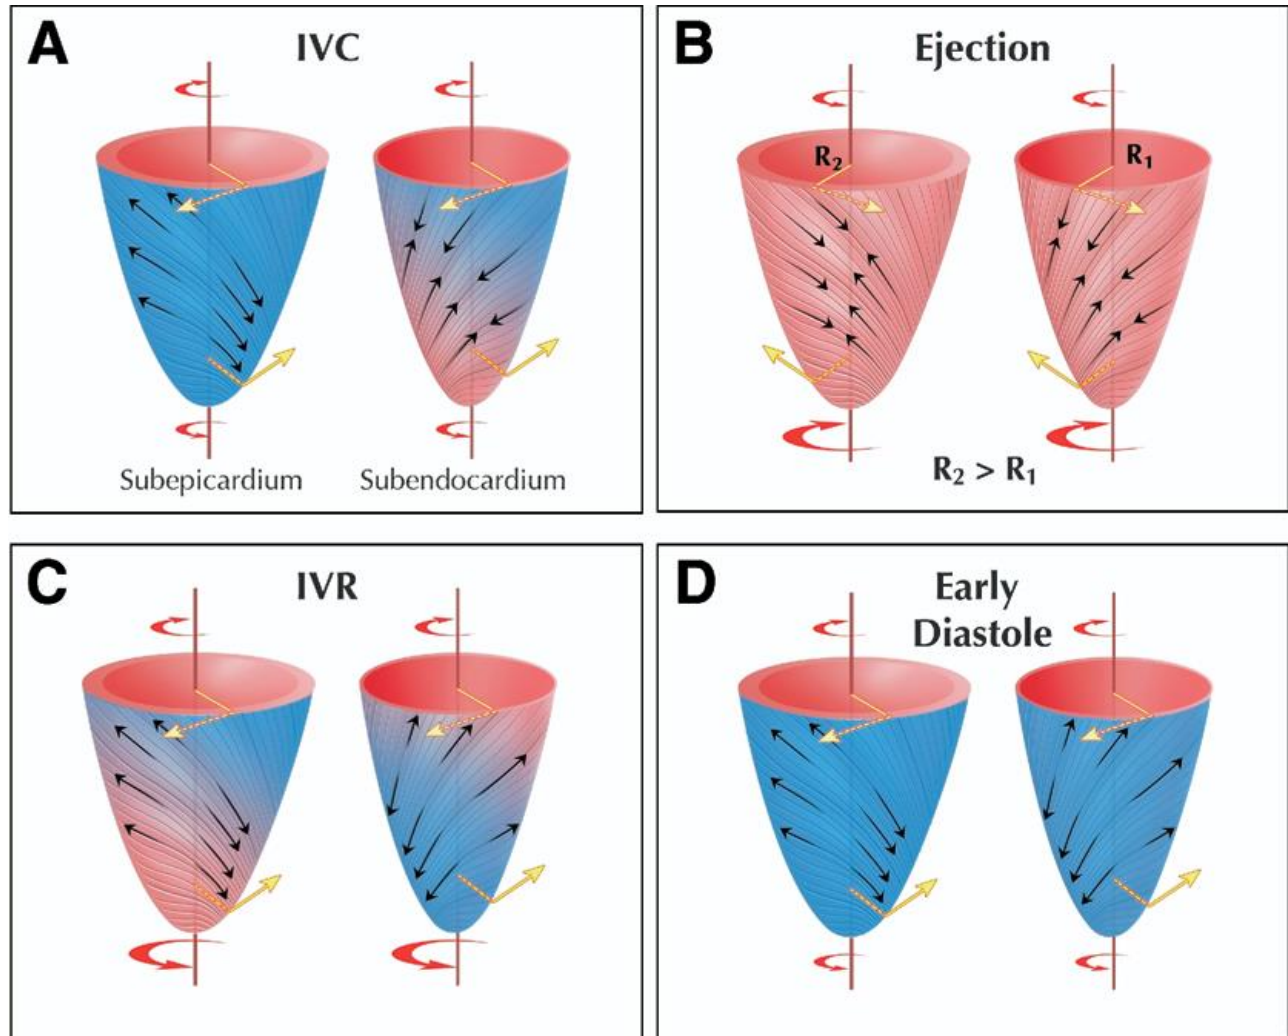 A
IVC
Subepicardium
Subendocardium
B
Ejection
R₂
R₁
R₂ > R₁
C
IVR
D
Early
Diastole